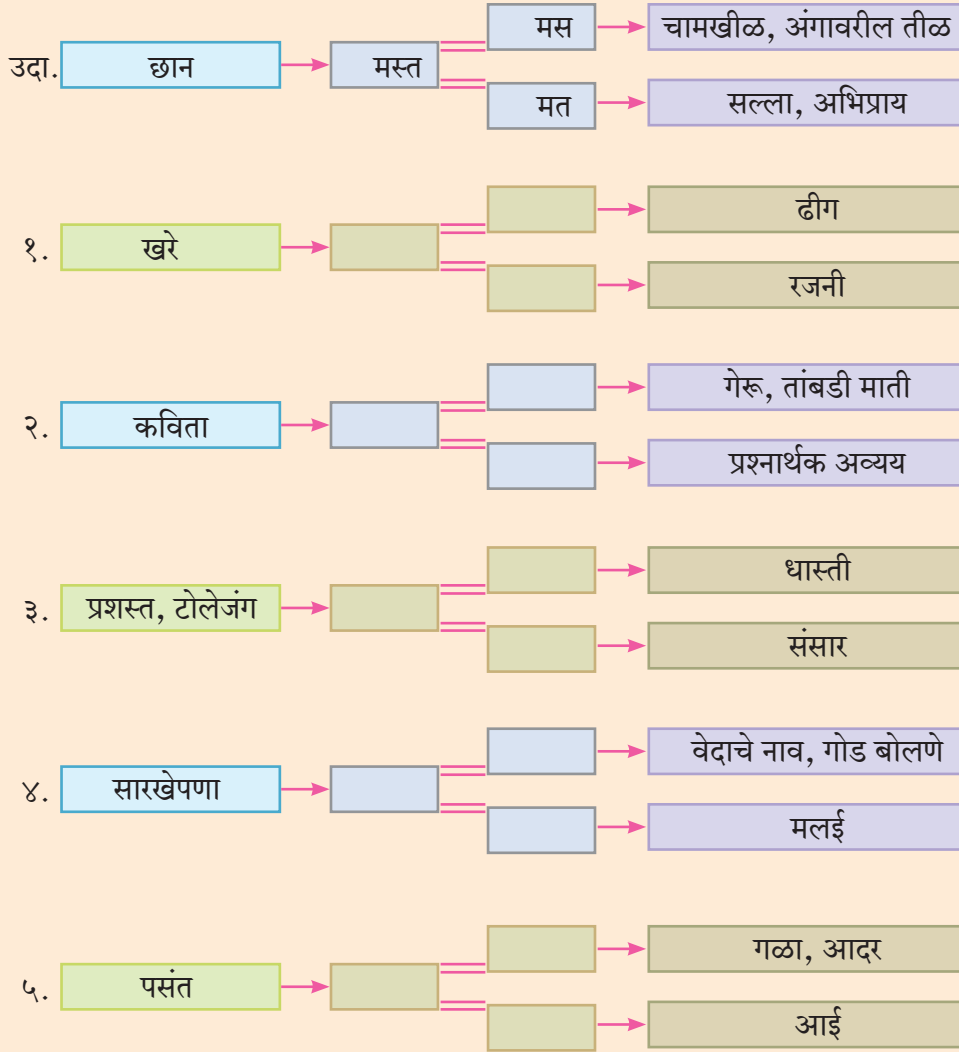 उदा. छान मस्त मस चामखीळ, अंगावरील तीळ
मत सल्ला, अभिप्राय
१. खरे ढीग
रजनी
२. कविता गेरू, तांबडी माती
प्रश्नार्थक अव्यय
३. प्रशस्त, टोलेजंग धास्ती
संसार
४. सारखेपणा वेदाचे नाव, गोड बोलणे
मलई
५. पसंत गळा, आदर
आई